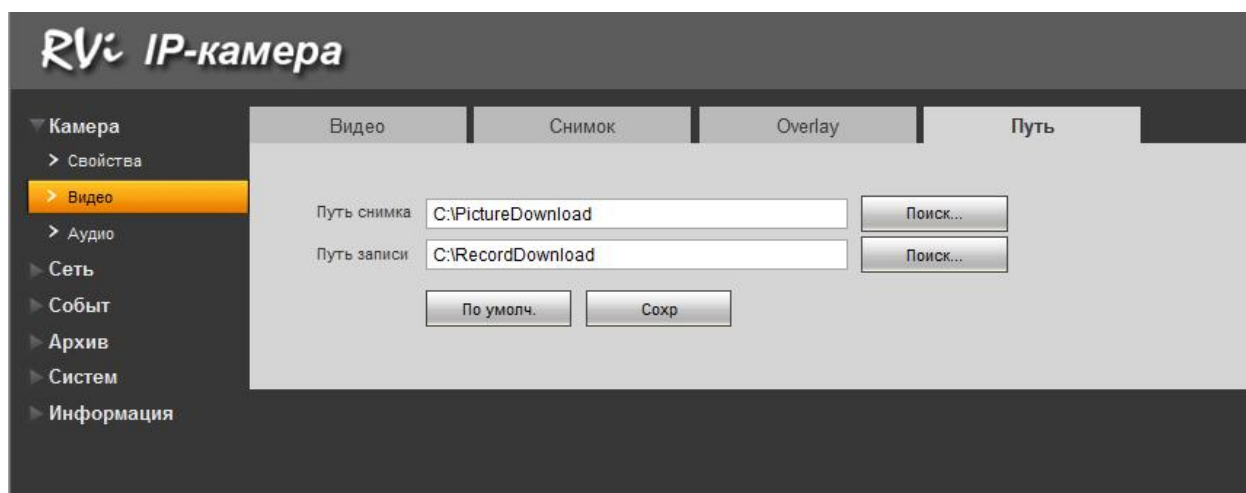 RVi IP-камера
Камера
Свойства
Видео
Аудио
Сеть
Событ
Архив
Систем
Информация
Видео Снимок Overlay Путь
Путь снимка C:\PictureDownload Поиск...
Путь записи C:\RecordDownload Поиск...
По умолч. Сохр